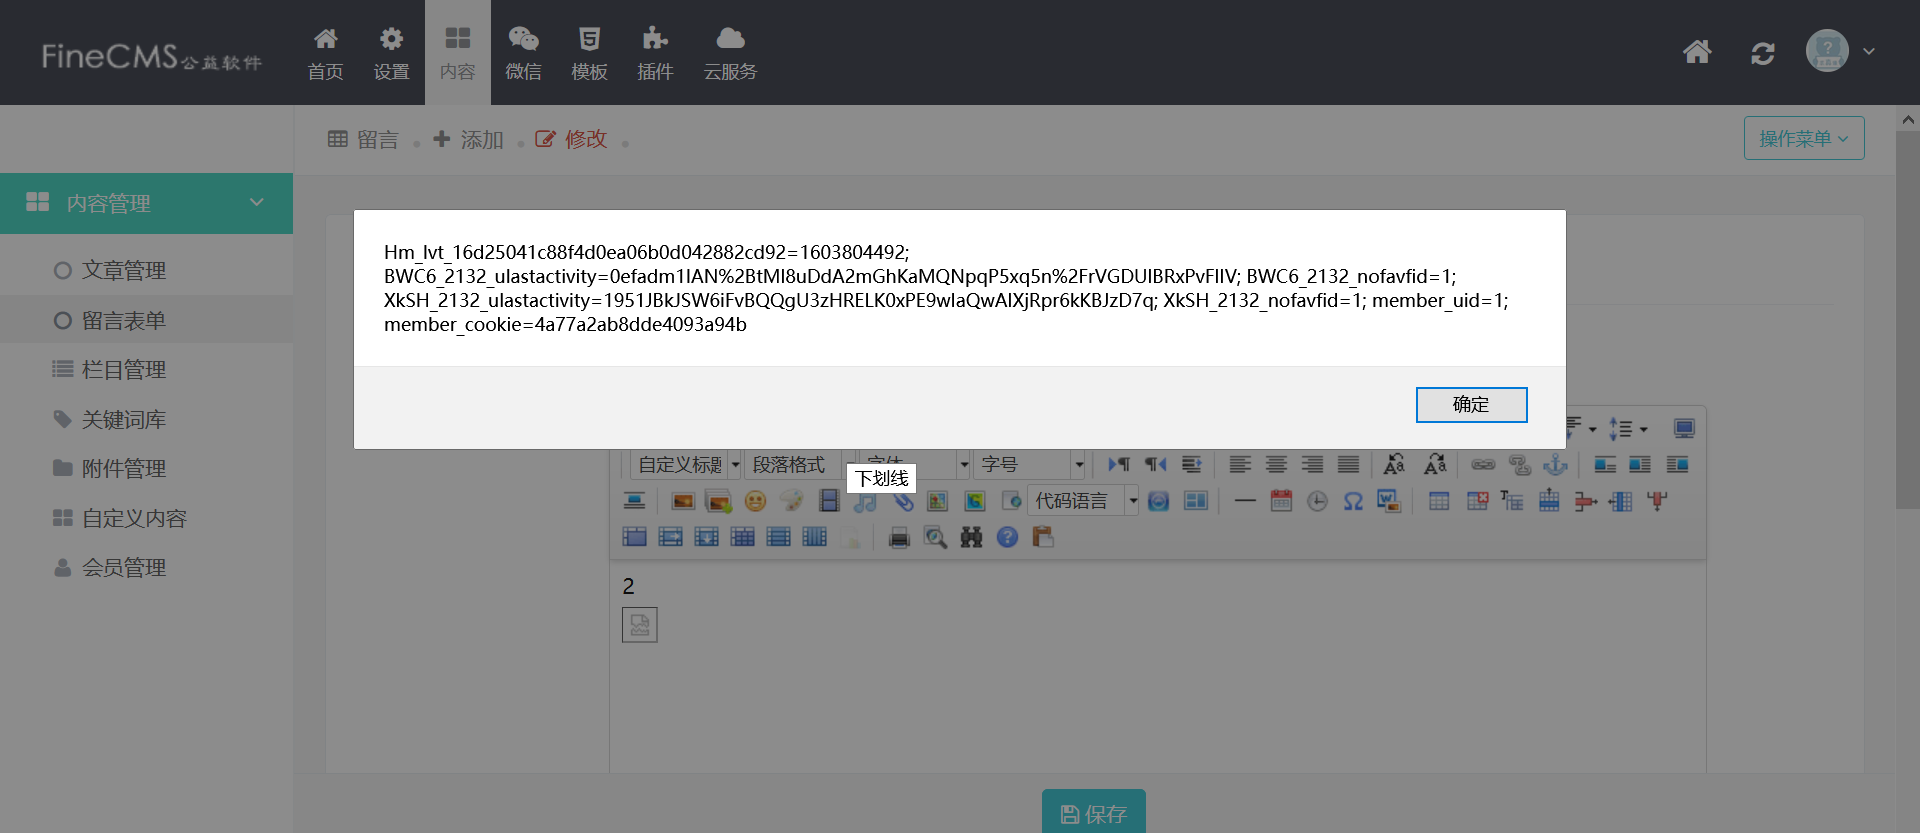 FineCMS公益软件
首页
设置
内容
微信
模板
插件
云服务
留言
添加
修改
操作菜单
内容管理
文章管理
留言表单
栏目管理
关键词库
附件管理
自定义内容
会员管理
Hm_lvt_16d25041c88f4d0ea06b0d042882cd92=1603804492;
BWC6_2132_ulastactivity=0efadm1IAN%2BtMI8uDdA2mGhKaMQNpqP5xq5n%2FrVGDUIBRxPvFIIV; BWC6_2132_nofavfid=1;
XkSH_2132_ulastactivity=1951JBkJSW6iFvBQQgU3zHRELK0xPE9wIaQwAIXjRpr6kKBJzD7q; XkSH_2132_nofavfid=1; member_uid=1;
member_cookie=4a77a2ab8dde4093a94b
确定
自定义标题
段落格式
字体
字号
下划线
代码语言
2
保存